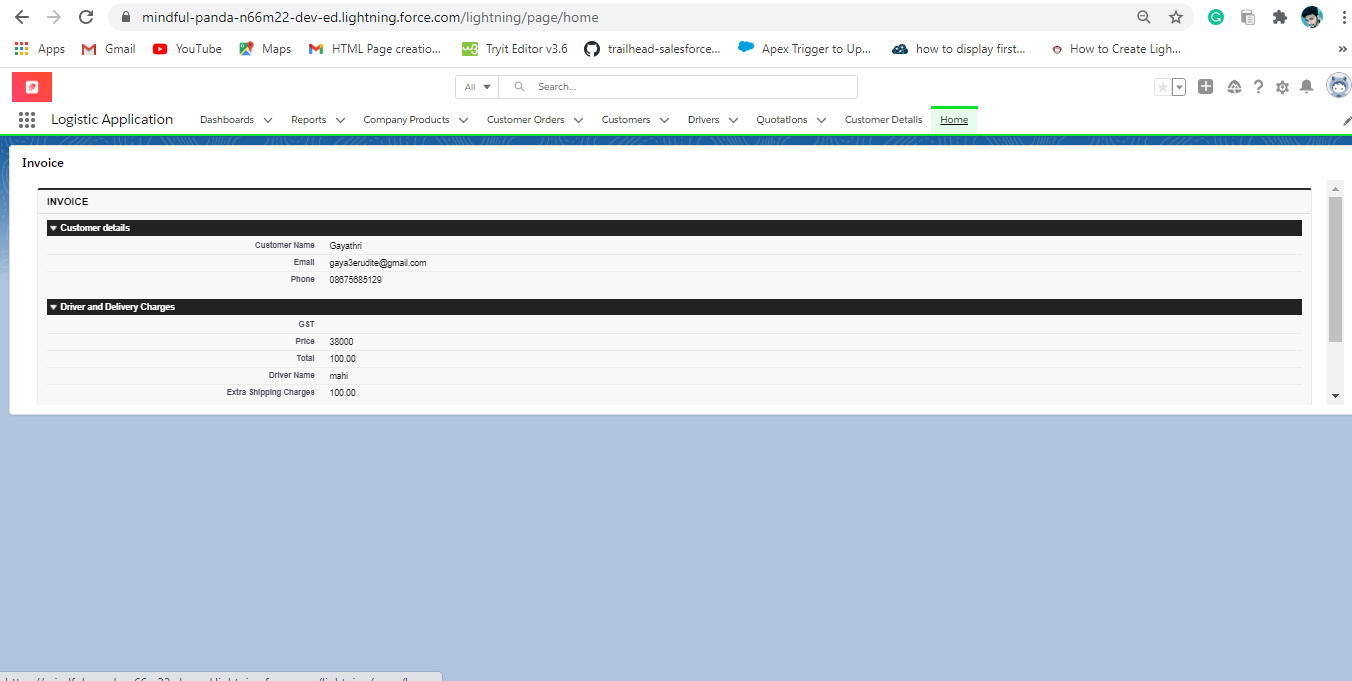 mindful-panda-n66m22-dev-ed.lightning.force.com/lightning/page/home
Apps Gmail YouTube Maps HTML Page creatio... Tryit Editor v3.6 trailhead-salesforce... Apex Trigger to Up... how to display first... How to Create Ligh... »
All Search...
Logistic Application Dashboards Reports Company Products Customer Orders Customers Drivers Quotations Customer Details Home
Invoice
INVOICE
Customer details
Customer Name Gayathri
Email gaya3erudite@gmail.com
Phone 08675685129
Driver and Delivery Charges
GST
Price 38000
Total 100.00
Driver Name mahi
Extra Shipping Charges 100.00